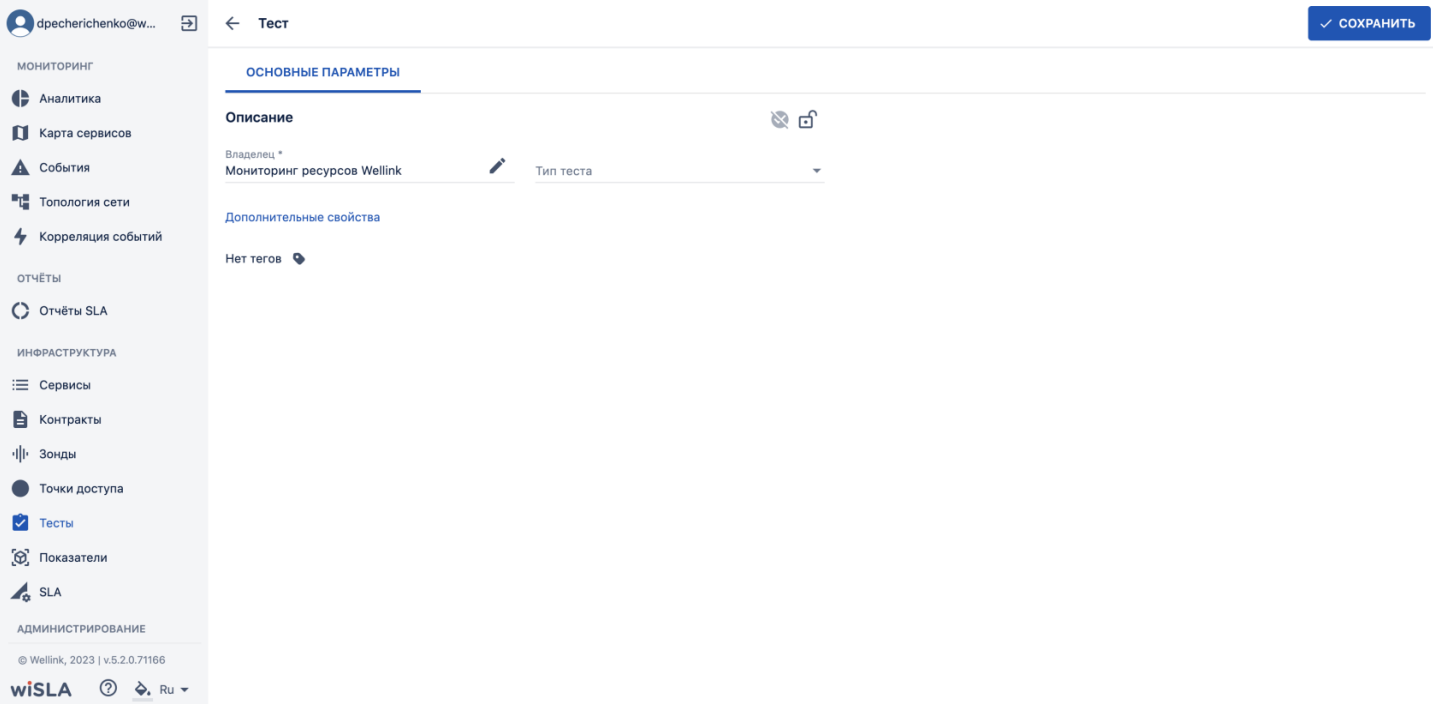 dpecherichenko@w...
МОНИТОРИНГ
Аналитика
Карта сервисов
События
Топология сети
Корреляция событий
ОТЧЁТЫ
Отчёты SLA
ИНФРАСТРУКТУРА
Сервисы
Контракты
Зонды
Точки доступа
Тесты
Показатели
SLA
АДМИНИСТРИРОВАНИЕ
© Wellink, 2023 | v.5.2.0.71166
wiSLA
Ru
Тест
СОХРАНИТЬ
ОСНОВНЫЕ ПАРАМЕТРЫ
Описание
Владелец *
Мониторинг ресурсов Wellink
Тип теста
Дополнительные свойства
Нет тегов